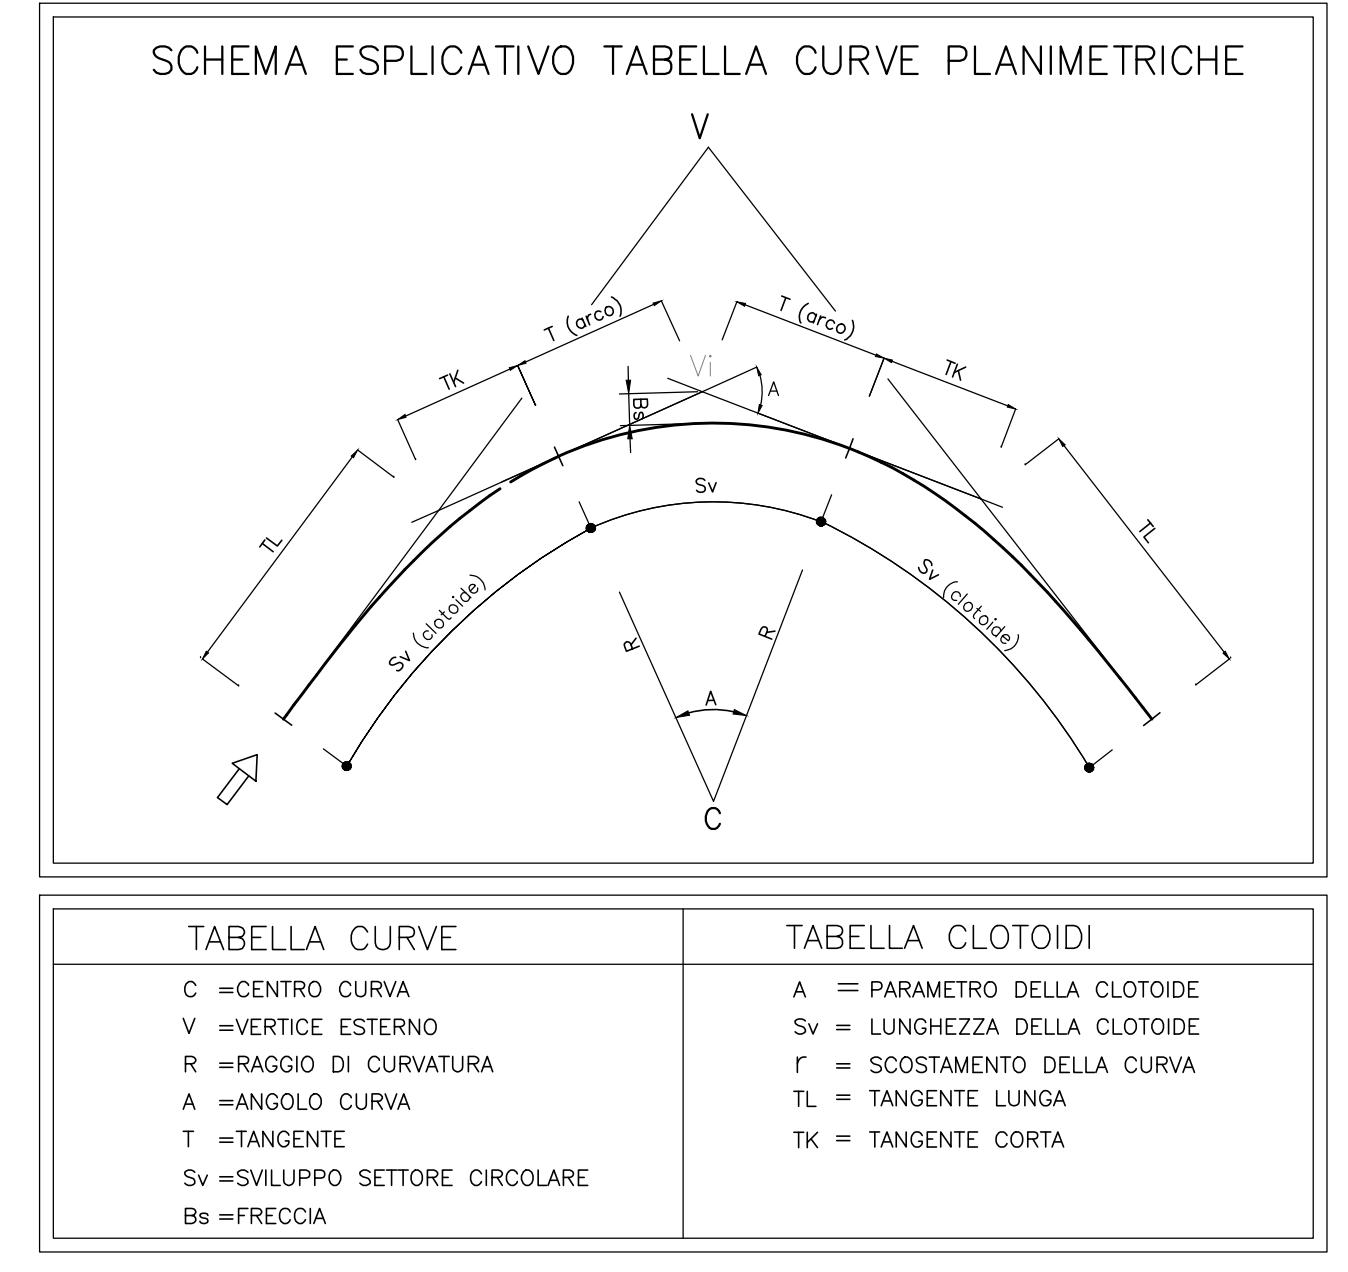 SCHEMA ESPLICATIVO TABELLA CURVE PLANIMETRICHE
V
T (arco)
T (arco)
TK
Vi
TK
A
Bs
TL
Sv
TL
Sv (clotoide)
Sv (clotoide)
R
R
A
C
TABELLA CURVE
C =CENTRO CURVA
V =VERTICE ESTERNO
R =RAGGIO DI CURVATURA
A =ANGOLO CURVA
T =TANGENTE
Sv =SVILUPPO SETTORE CIRCOLARE
Bs =FRECCIA
TABELLA CLOTOIDI
A = PARAMETRO DELLA CLOTOIDE
Sv = LUNGHEZZA DELLA CLOTOIDE
r = SCOSTAMENTO DELLA CURVA
TL = TANGENTE LUNGA
TK = TANGENTE CORTA